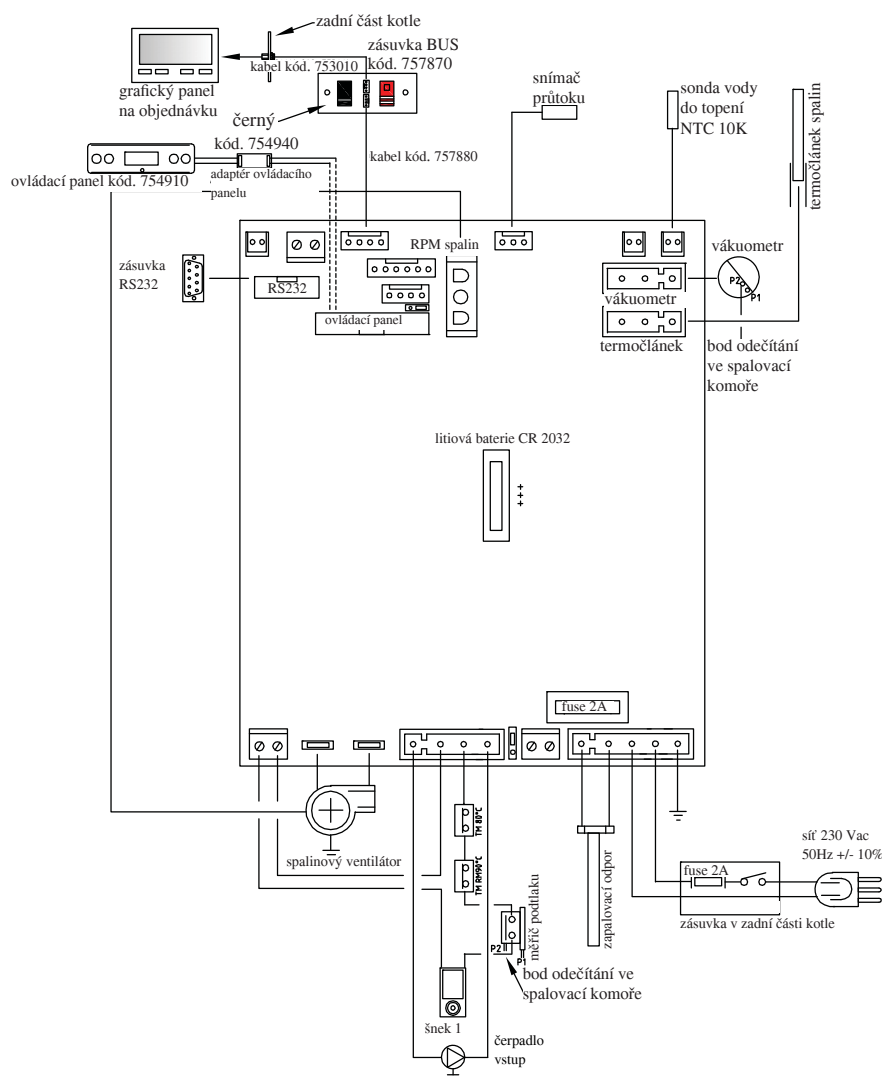 zadní část kotle
zásuvka BUS
kód. 757870
kabel kód. 753010
grafický panel
na objednávku
černý
kód. 754940
adaptér ovládacího
panelu
ovládací panel kód. 754910
kabel kód. 757880
snímač
průtoku
sonda vody
do topení
NTC 10K
termočlánek spalin
zásuvka
RS232
RS232
RPM spalin
ovládací panel
vákuometr
termočlánek
vákuometr
P2
P1
bod odečítání
ve spalovací
komoře
litiová baterie CR 2032
+++
fuse 2A
spalinový ventilátor
TM 80°C
TM RM90°C
měřič podtlaku
P2
P1
bod odečítání ve
spalovací komoře
šnek 1
čerpadlo
vstup
zapalovací odpor
síť 230 Vac
50Hz +/- 10%
fuse 2A
zásuvka v zadní části kotle